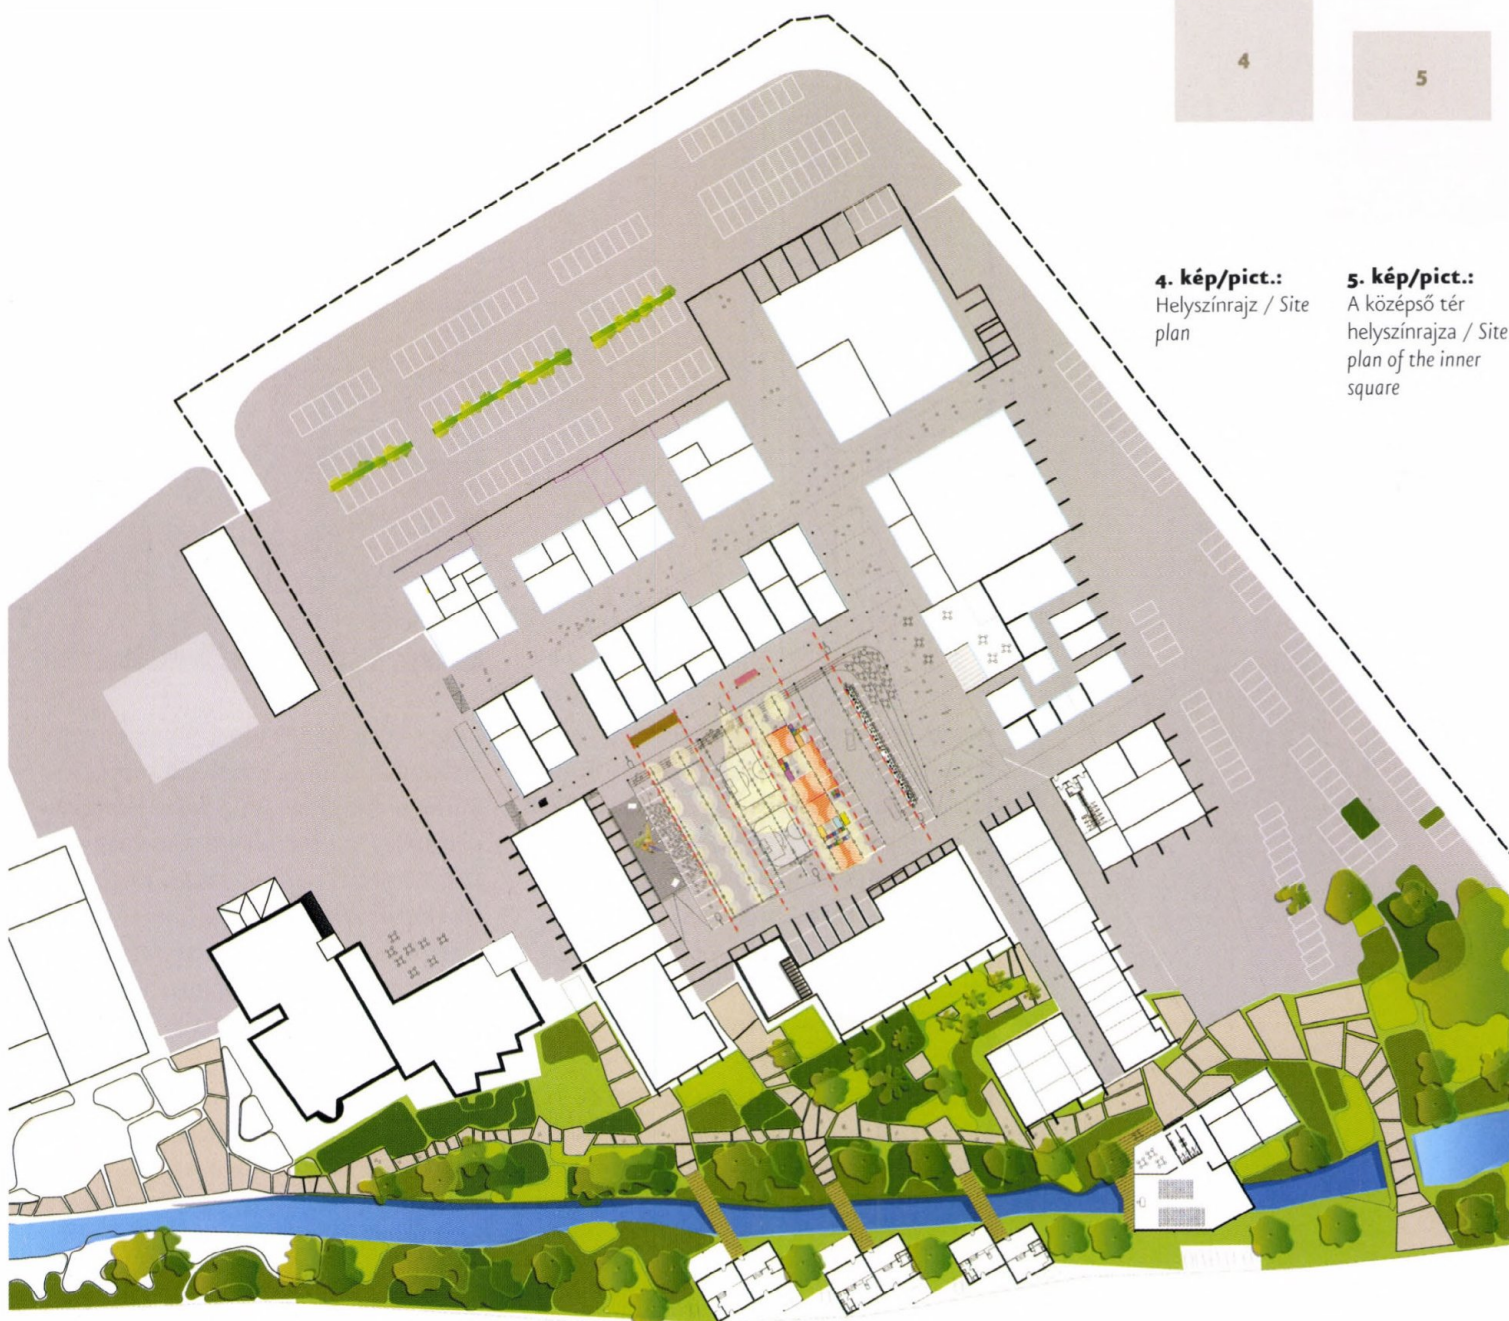 4
5
4. kép/pict.:
Helyszínrajz / Site
plan
5. kép/pict.:
A középső tér
helyszínrajza / Site
plan of the inner
square